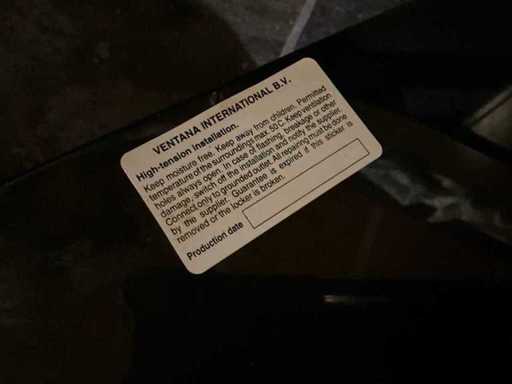 VENTANA INTERNATIONAL B.V.
High-tension installation.
Keep moisture free. Keep away from children. Permitted
temperature of the surroundings max. 50 C. Keep ventilation
holes always open. In case of flashing, breakage or other
damage, switch off the installation and notify the supplier.
Connect only to grounded outlet. All repairing must be done
by the supplier. Guarantee is expired if this sticker is
removed or the locker is broken.
Production date